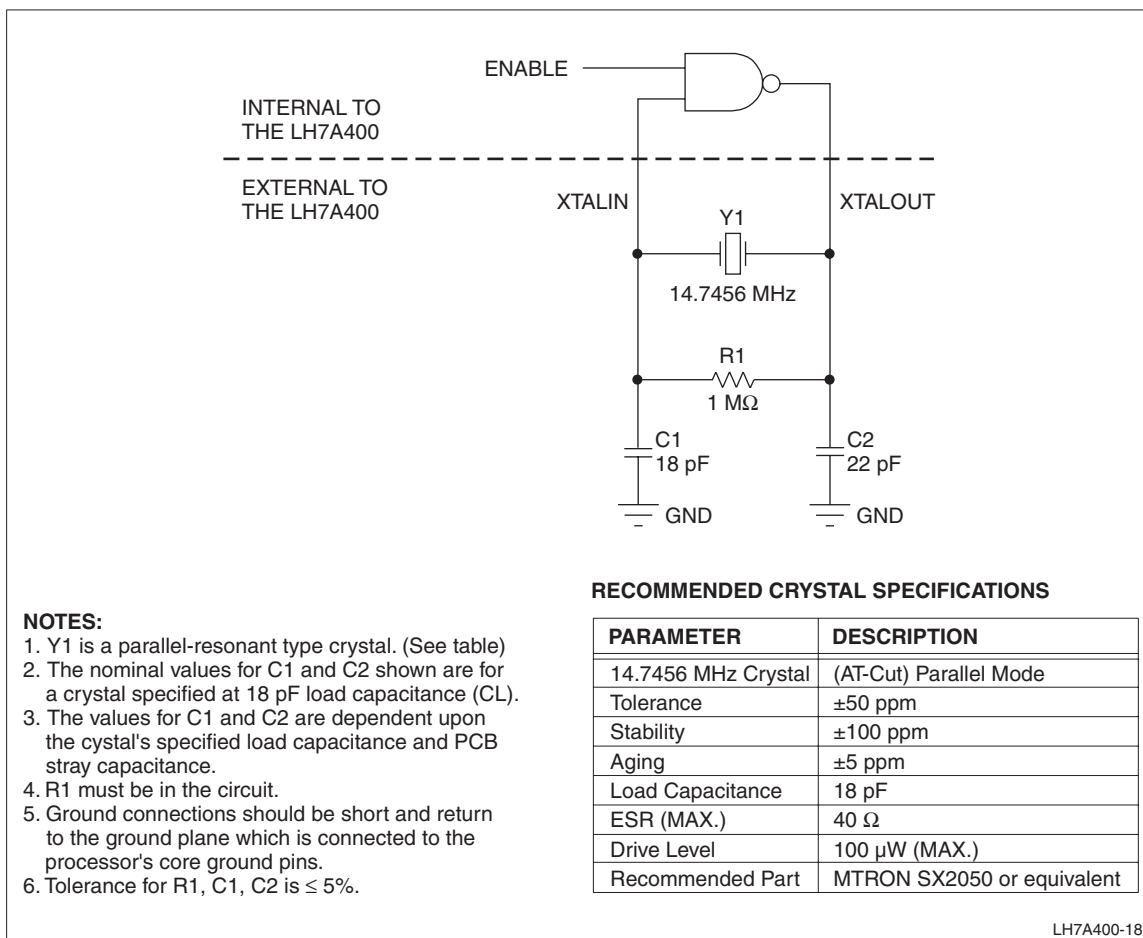 ENABLE
INTERNAL TO
THE LH7A400
EXTERNAL TO
THE LH7A400
XTALIN
XTALOUT
Y1
14.7456 MHz
R1
1 MΩ
C1
18 pF
C2
22 pF
GND
GND
NOTES:
1. Y1 is a parallel-resonant type crystal. (See table)
2. The nominal values for C1 and C2 shown are for
a crystal specified at 18 pF load capacitance (CL).
3. The values for C1 and C2 are dependent upon
the cystal's specified load capacitance and PCB
stray capacitance.
4. R1 must be in the circuit.
5. Ground connections should be short and return
to the ground plane which is connected to the
processor's core ground pins.
6. Tolerance for R1, C1, C2 is ≤ 5%.
RECOMMENDED CRYSTAL SPECIFICATIONS
PARAMETER DESCRIPTION
14.7456 MHz Crystal (AT-Cut) Parallel Mode
Tolerance ±50 ppm
Stability ±100 ppm
Aging ±5 ppm
Load Capacitance 18 pF
ESR (MAX.) 40 Ω
Drive Level 100 µW (MAX.)
Recommended Part MTRON SX2050 or equivalent
LH7A400-18